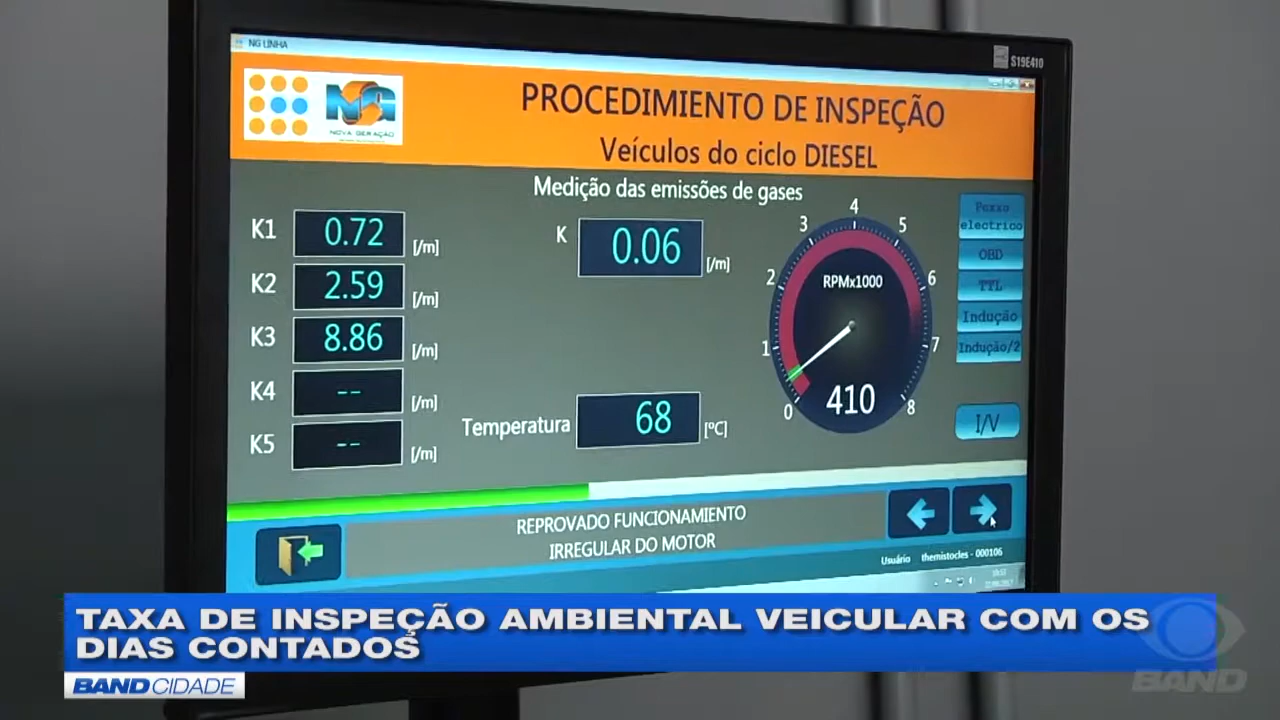 NG LINHA
S19E410
NG
NOVA GERAÇÃO
PROCEDIMIENTO DE INSPEÇÃO
Veículos do ciclo DIESEL
Medição das emissões de gases
K1 0.72 [/m]
K2 2.59 [/m]
K3 8.86 [/m]
K4 -- [/m]
K5 -- [/m]
K 0.06 [/m]
Temperatura 68 [ºC]
0 1 2 3 4 5 6 7 8
RPMx1000
410
electrico
OBD
TTL
Indução
Indução/2
I/V
REPROVADO FUNCIONAMIENTO
IRREGULAR DO MOTOR
Usuário themistocles - 000106
TAXA DE INSPEÇÃO AMBIENTAL VEICULAR COM OS
DIAS CONTADOS
BAND CIDADE
BAND